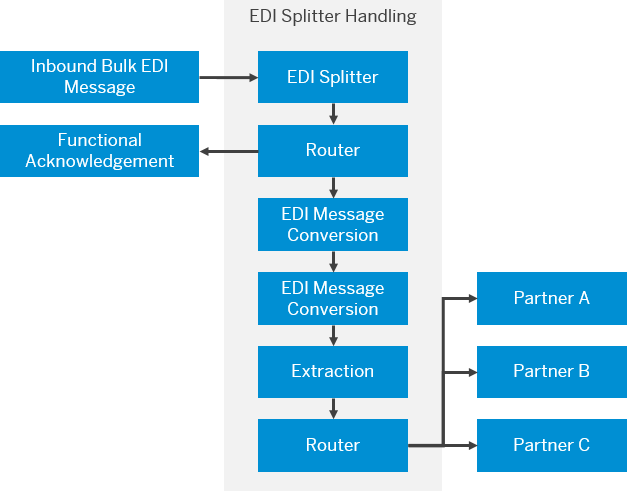 EDI Splitter Handling
Inbound Bulk EDI
Message
EDI Splitter
Functional
Acknowledgement
Router
EDI Message
Conversion
EDI Message
Conversion
Partner A
Extraction
Partner B
Router
Partner C